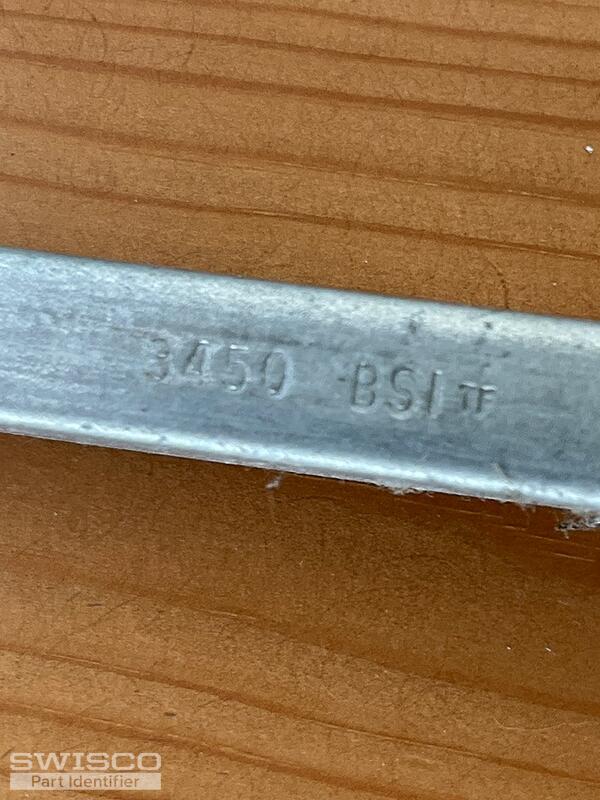 3450 BSI TF
SWISCO
Part Identifier